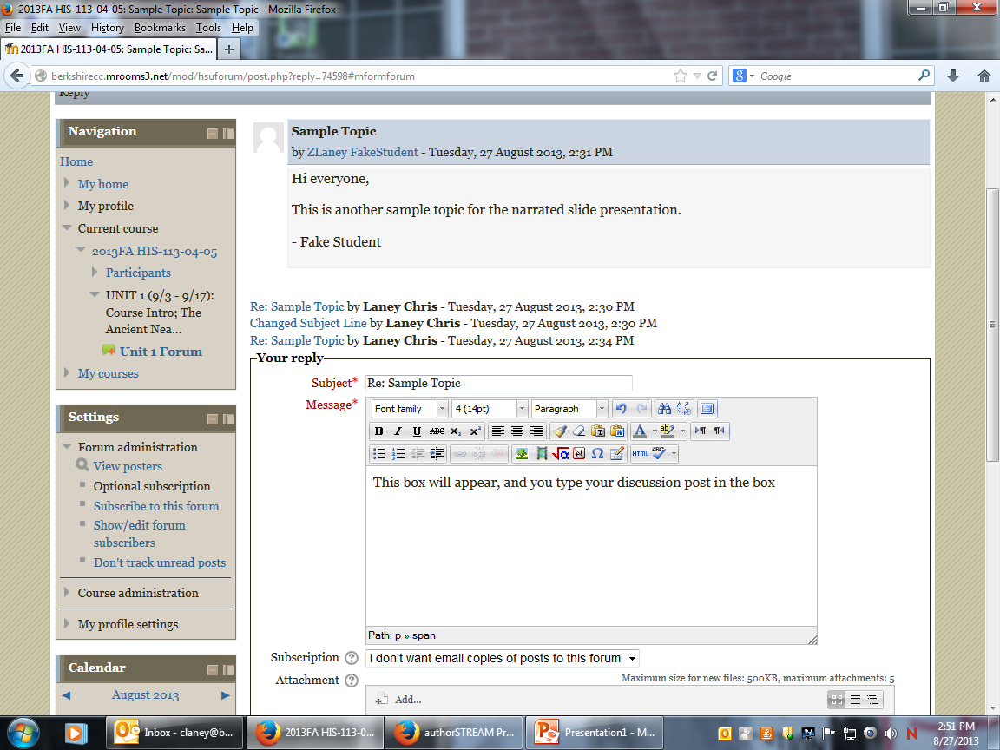 2013FA HIS-113-04-05: Sample Topic: Sample Topic - Mozilla Firefox
File Edit View History Bookmarks Tools Help
2013FA HIS-113-04-05: Sample Topic: Sa...
berkshirecc.mrooms3.net/mod/hsuforum/post.php?reply=74598#mformforum
Google
Reply
Navigation
Home
My home
My profile
Current course
2013FA HIS-113-04-05
Participants
UNIT 1 (9/3 - 9/17):
Course Intro; The
Ancient Nea...
Unit 1 Forum
My courses
Settings
Forum administration
View posters
Optional subscription
Subscribe to this forum
Show/edit forum
subscribers
Don't track unread posts
Course administration
My profile settings
Calendar
August 2013
Sample Topic
by ZLaney FakeStudent - Tuesday, 27 August 2013, 2:31 PM
Hi everyone,
This is another sample topic for the narrated slide presentation.
- Fake Student
Re: Sample Topic by Laney Chris - Tuesday, 27 August 2013, 2:30 PM
Changed Subject Line by Laney Chris - Tuesday, 27 August 2013, 2:30 PM
Re: Sample Topic by Laney Chris - Tuesday, 27 August 2013, 2:34 PM
Your reply
Subject* Re: Sample Topic
Message*
Font family 4 (14pt) Paragraph
B I U ABC X₂ X²
HTML ABC
This box will appear, and you type your discussion post in the box
Path: p » span
Subscription I don't want email copies of posts to this forum
Attachment Maximum size for new files: 500KB, maximum attachments: 5
Add...
Inbox - claney@b...
2013FA HIS-113-0...
authorSTREAM Pr...
Presentation1 - M...
2:51 PM
8/27/2013